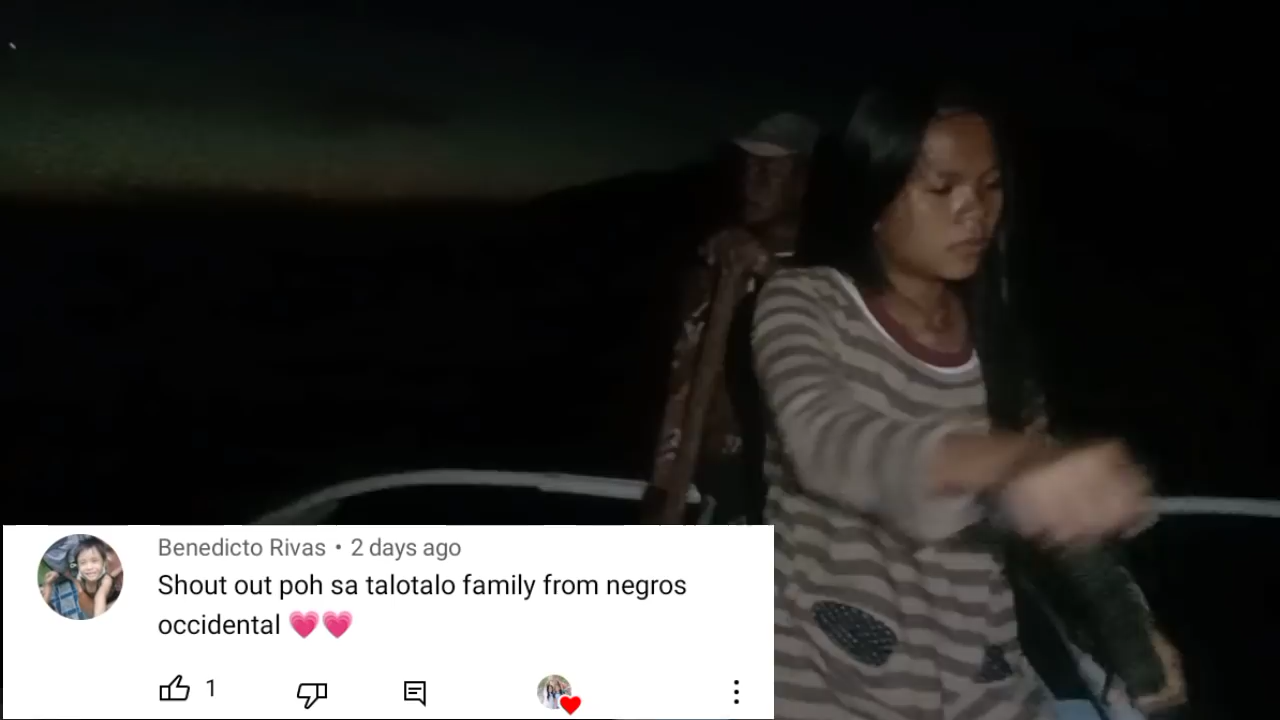 Benedicto Rivas • 2 days ago
Shout out poh sa talotalo family from negros
occidental 💗💗
1